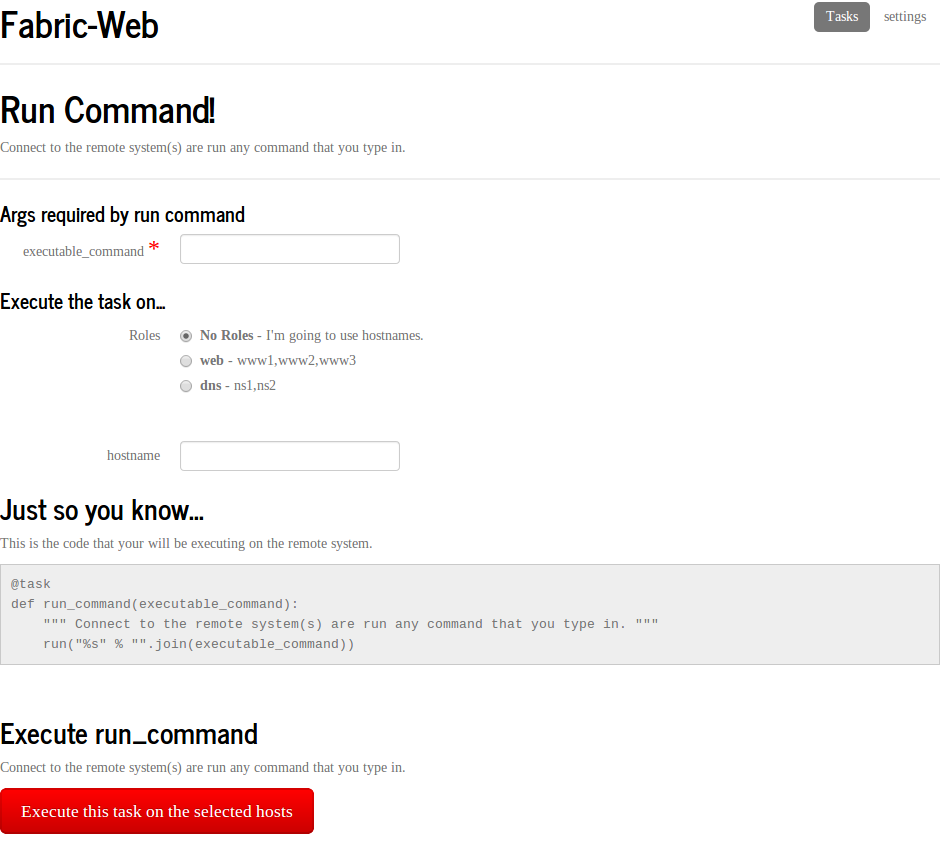 Fabric-Web
Tasks
settings
Run Command!
Connect to the remote system(s) are run any command that you type in.
Args required by run command
executable_command *
Execute the task on...
Roles
No Roles - I'm going to use hostnames.
web - www1,www2,www3
dns - ns1,ns2
hostname
Just so you know...
This is the code that your will be executing on the remote system.
@task
def run_command(executable_command):
    """ Connect to the remote system(s) are run any command that you type in. """
    run("%s" % "".join(executable_command))
Execute run_command
Connect to the remote system(s) are run any command that you type in.
Execute this task on the selected hosts